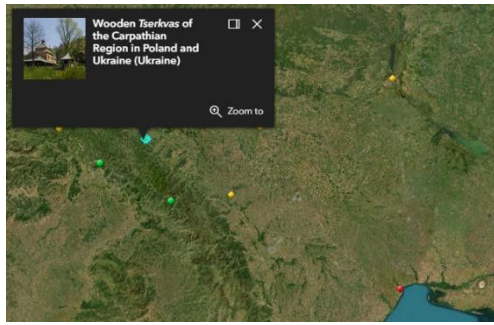 Wooden Tserkvas of
the Carpathian
Region in Poland and
Ukraine (Ukraine)
Zoom to